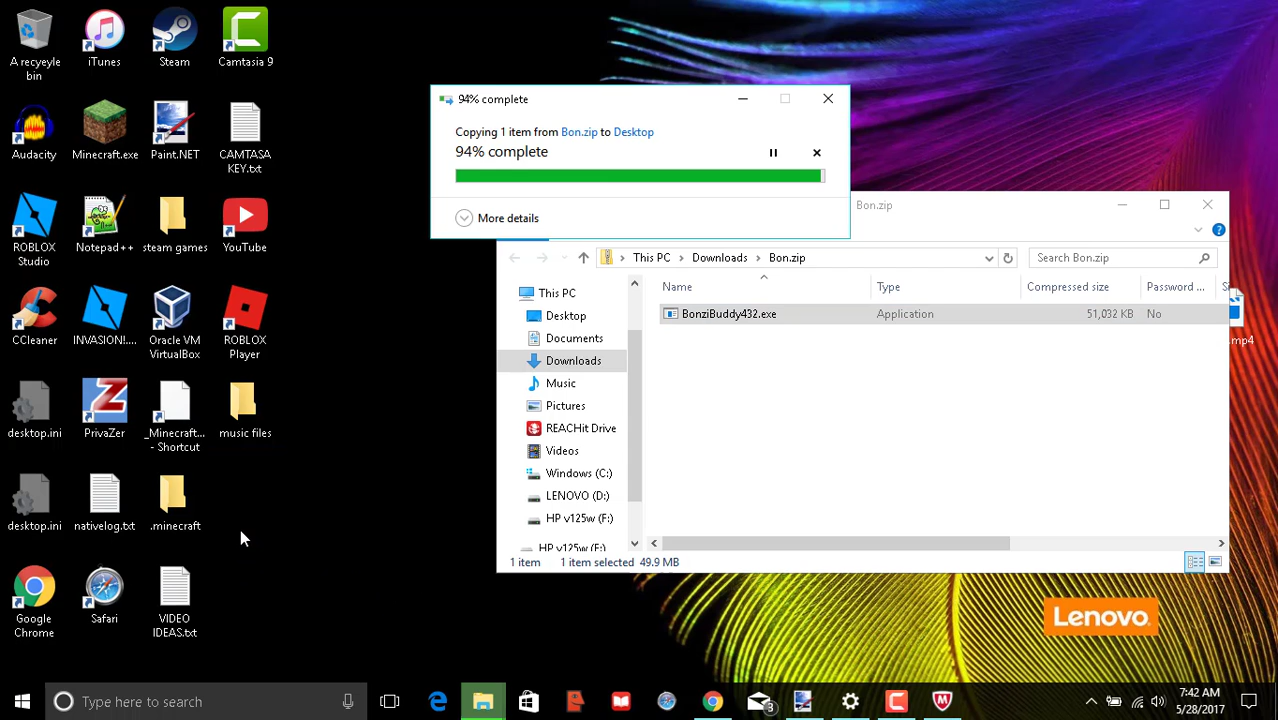 A recyeyle bin
iTunes
Steam
Camtasia 9
Audacity
Minecraft.exe
Paint.NET
CAMTASA KEY.txt
ROBLOX Studio
Notepad++
steam games
YouTube
CCleaner
INVASION!....
Oracle VM VirtualBox
ROBLOX Player
desktop.ini
PrivaZer
_Minecraft... - Shortcut
music files
desktop.ini
nativelog.txt
.minecraft
Google Chrome
Safari
VIDEO IDEAS.txt
94% complete
Copying 1 item from Bon.zip to Desktop
94% complete
More details
Bon.zip
This PC > Downloads > Bon.zip
Search Bon.zip
Name Type Compressed size Password ... S
BonziBuddy432.exe Application 51,032 KB No
This PC
Desktop
Documents
Downloads
Music
Pictures
REACHit Drive
Videos
Windows (C:)
LENOVO (D:)
HP v125w (F:)
HP v125w (F:)
1 item 1 item selected 49.9 MB
.mp4
Lenovo.
Type here to search
3
7:42 AM
5/28/2017